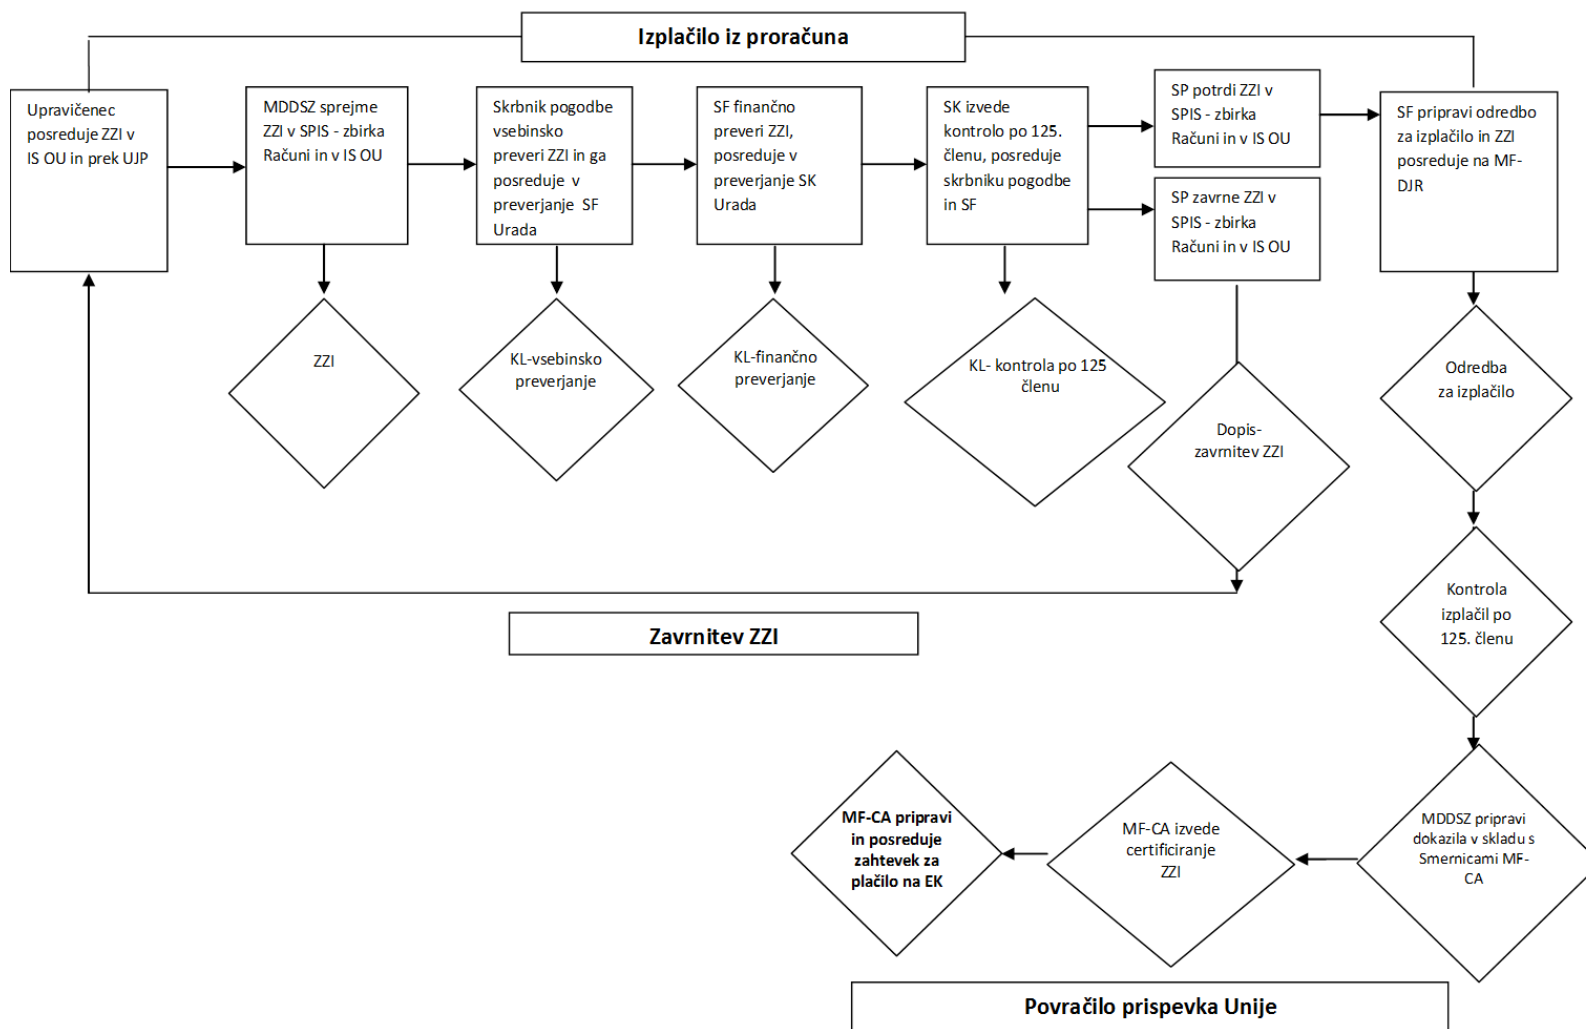 Izplačilo iz proračuna
Upravičenec
posreduje ZZI v
IS OU in prek UJP
MDDSZ sprejme
ZZI v SPIS - zbirka
Računi in v IS OU
Skrbnik pogodbe
vsebinsko
preveri ZZI in ga
posreduje v
preverjanje SF
Urada
SF finančno
preveri ZZI,
posreduje v
preverjanje SK
Urada
SK izvede
kontrolo po 125.
členu, posreduje
skrbniku pogodbe
in SF
SP potrdi ZZI v
SPIS - zbirka
Računi in v IS OU
SP zavrne ZZI v
SPIS - zbirka
Računi in v IS OU
SF pripravi odredbo
za izplačilo in ZZI
posreduje na MF-
DJR
ZZI
KL-vsebinsko
preverjanje
KL-finančno
preverjanje
KL- kontrola po 125
členu
Dopis-
zavrnitev ZZI
Odredba
za izplačilo
Zavrnitev ZZI
Kontrola
izplačil po
125. členu
MDDSZ pripravi
dokazila v skladu s
Smernicami MF-
CA
MF-CA izvede
certificiranje
ZZI
MF-CA pripravi
in posreduje
zahtevek za
plačilo na EK
Povračilo prispevka Unije